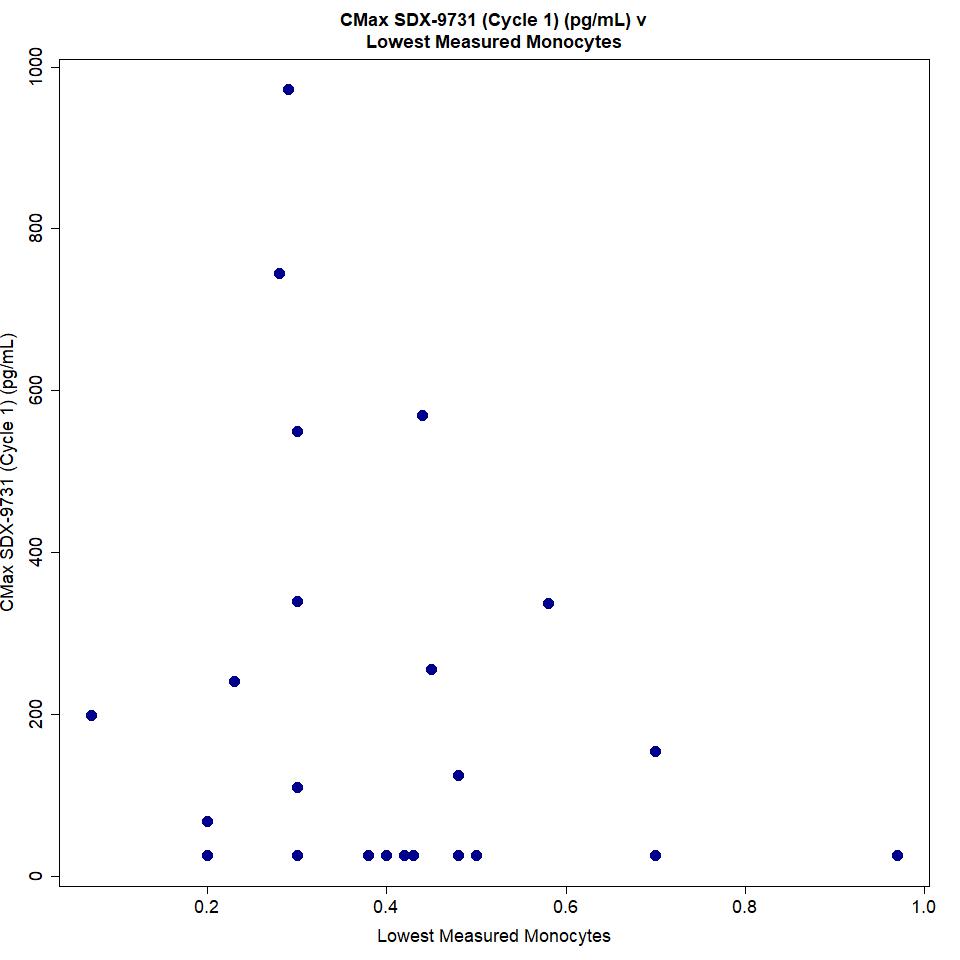 CMax SDX-9731 (Cycle 1) (pg/mL) v
Lowest Measured Monocytes
CMax SDX-9731 (Cycle 1) (pg/mL)
1000
800
600
400
200
0
0.2 0.4 0.6 0.8 1.0
Lowest Measured Monocytes